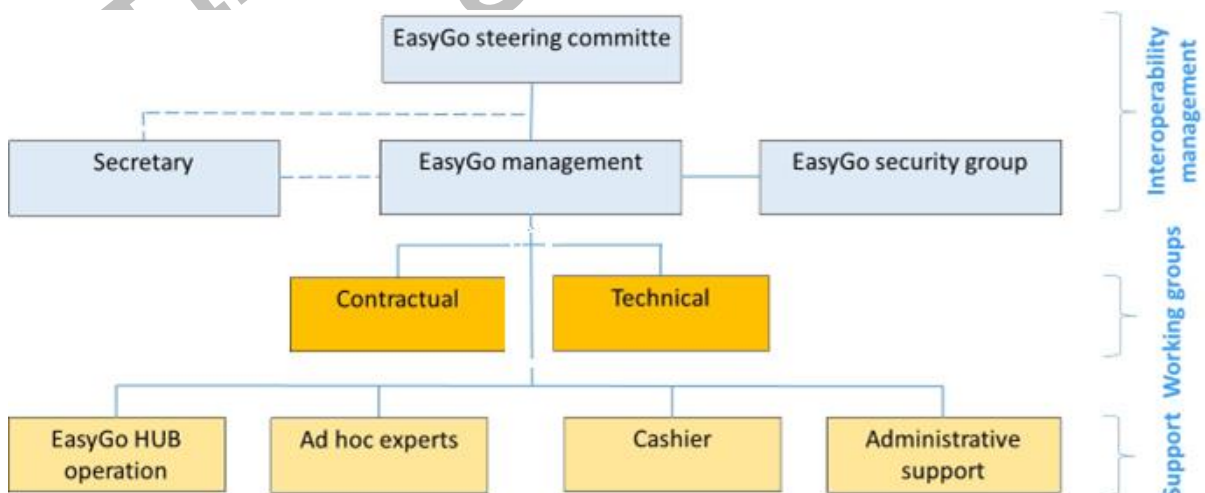 EasyGo steering committe
Interoperability
management
Secretary
EasyGo management
EasyGo security group
Working groups
Contractual
Technical
Support
EasyGo HUB
operation
Ad hoc experts
Cashier
Administrative
support